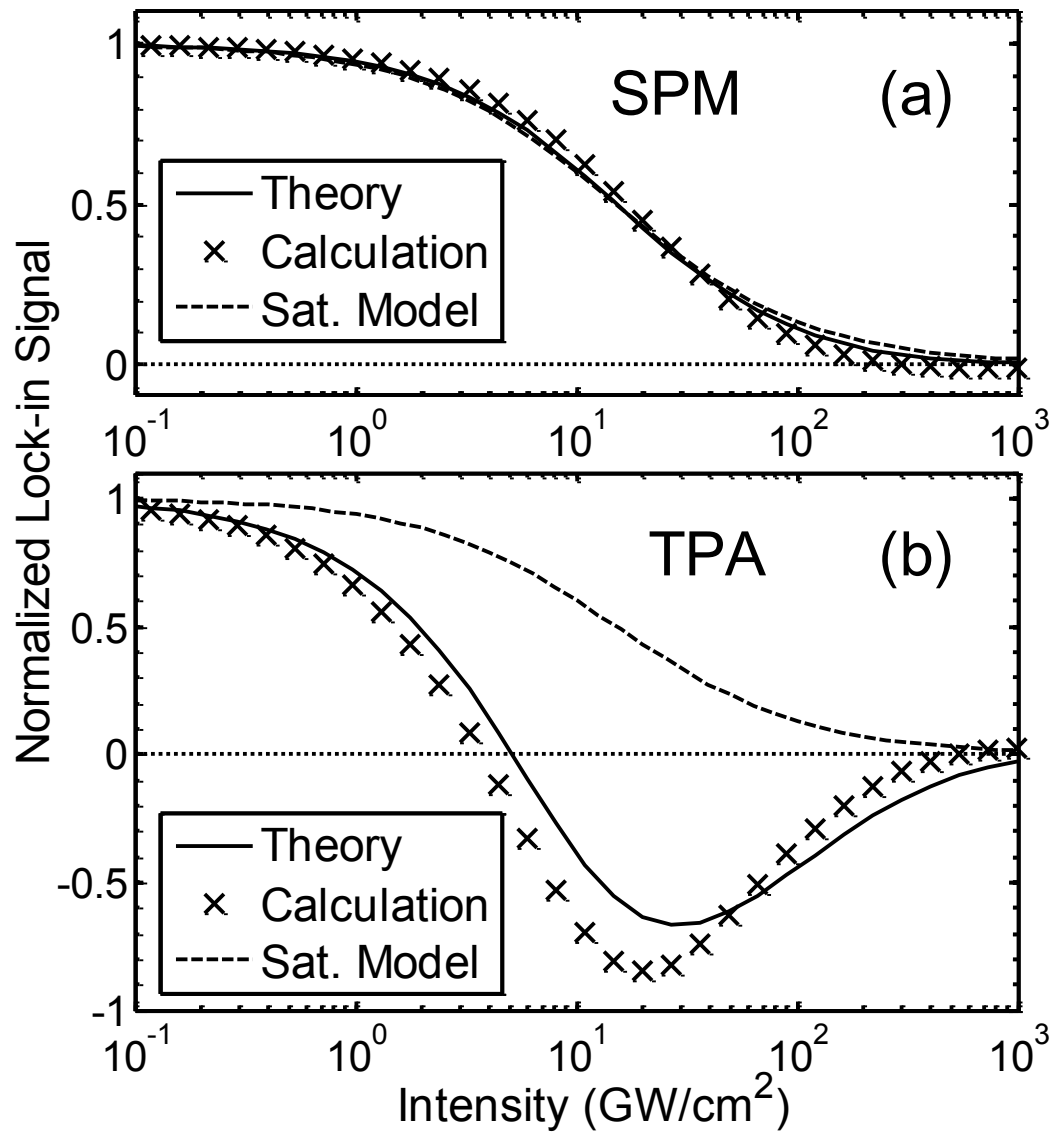 Normalized Lock-in Signal
SPM (a)
1
0.5
0
Theory
Calculation
Sat. Model
10^-1 10^0 10^1 10^2 10^3
TPA (b)
1
0.5
0
-0.5
-1
Theory
Calculation
Sat. Model
10^-1 10^0 10^1 10^2 10^3
Intensity (GW/cm^2)